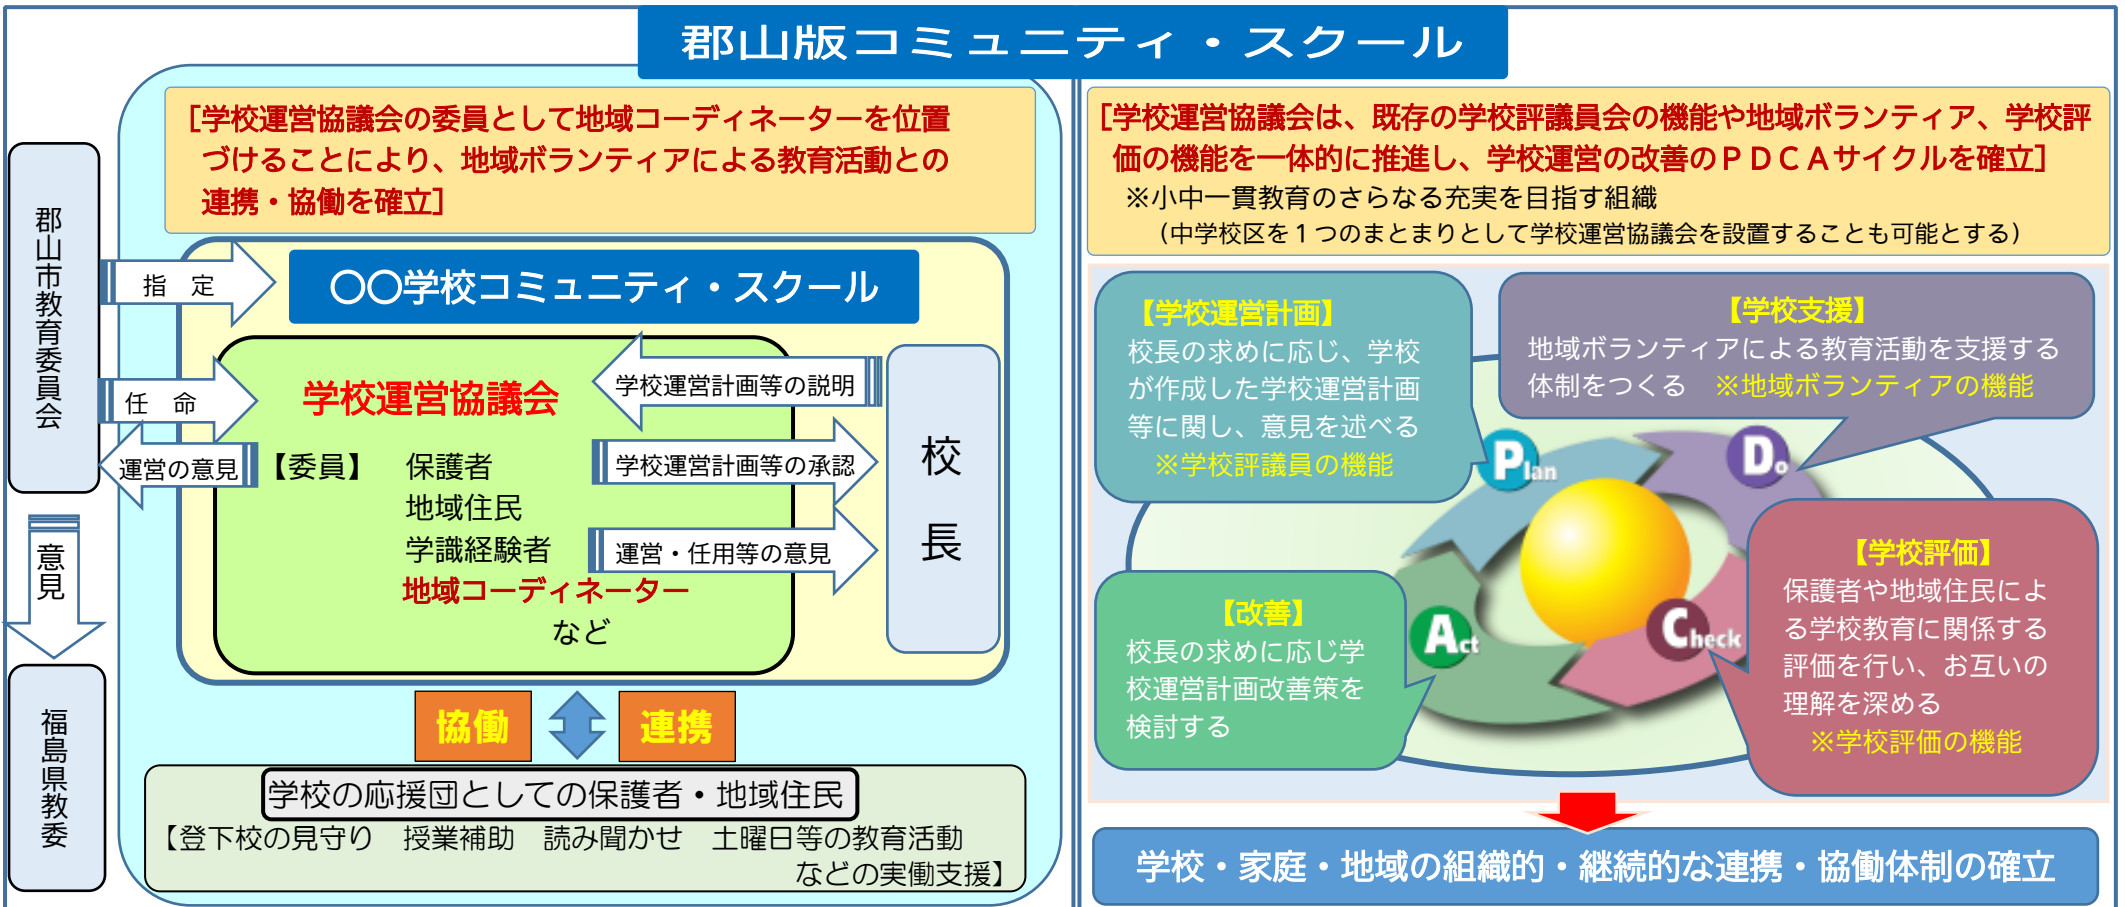 郡山版コミュニティ・スクール
［学校運営協議会の委員として地域コーディネーターを位置
づけることにより、地域ボランティアによる教育活動との
連携・協働を確立］
郡山市教育委員会
指　定
任　命
運営の意見
意見
福島県教委
〇〇学校コミュニティ・スクール
学校運営協議会
【委員】　保護者
地域住民
学識経験者
地域コーディネーター
など
学校運営計画等の説明
学校運営計画等の承認
運営・任用等の意見
校長
協働
連携
学校の応援団としての保護者・地域住民
【登下校の見守り　授業補助　読み聞かせ　土曜日等の教育活動
などの実働支援】
［学校運営協議会は、既存の学校評議員会の機能や地域ボランティア、学校評
価の機能を一体的に推進し、学校運営の改善のＰＤＣＡサイクルを確立］
※小中一貫教育のさらなる充実を目指す組織
（中学校区を１つのまとまりとして学校運営協議会を設置することも可能とする）
【学校運営計画】
校長の求めに応じ、学校
が作成した学校運営計画
等に関し、意見を述べる
※学校評議員の機能
【学校支援】
地域ボランティアによる教育活動を支援する
体制をつくる　※地域ボランティアの機能
Plan
Do
Check
Act
【学校評価】
保護者や地域住民によ
る学校教育に関係する
評価を行い、お互いの
理解を深める
※学校評価の機能
【改善】
校長の求めに応じ学
校運営計画改善策を
検討する
学校・家庭・地域の組織的・継続的な連携・協働体制の確立